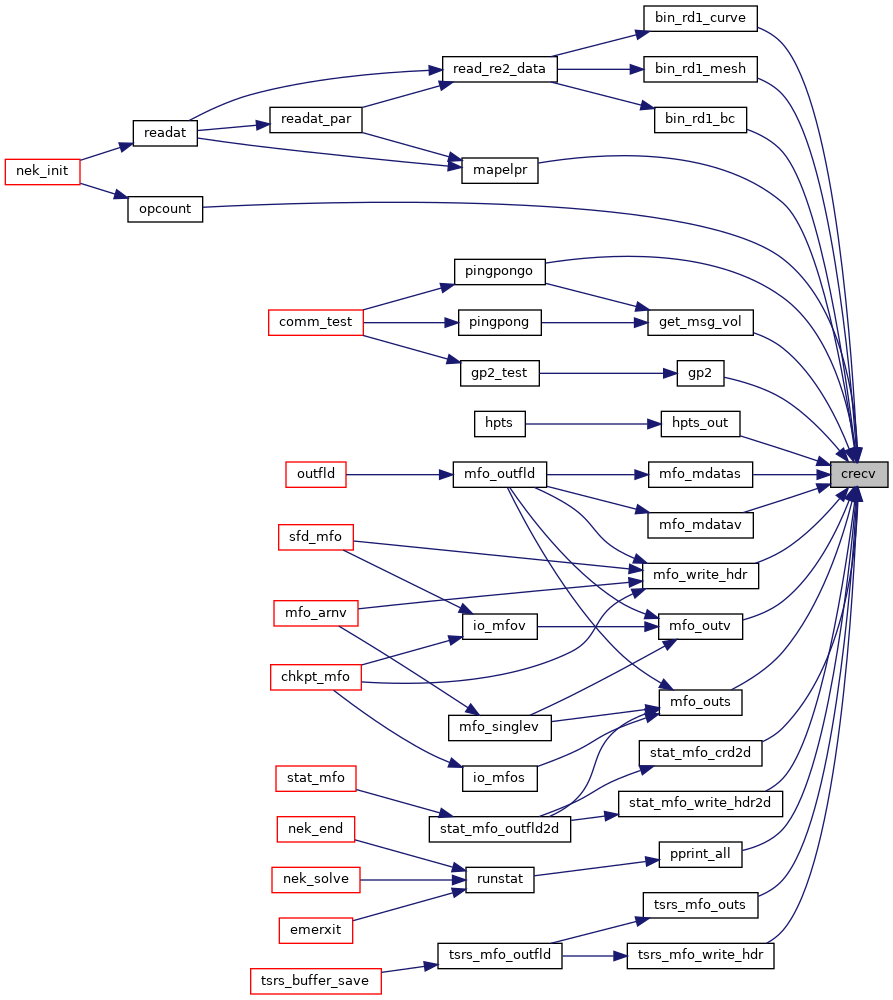 bin_rd1_curve
read_re2_data
bin_rd1_mesh
readat_par
bin_rd1_bc
readat
nek_init
mapelpr
opcount
pingpongo
comm_test
pingpong
get_msg_vol
gp2_test
gp2
hpts
hpts_out
outfld
mfo_outfld
mfo_mdatas
crecv
mfo_mdatav
sfd_mfo
mfo_write_hdr
mfo_arnv
io_mfov
mfo_outv
chkpt_mfo
mfo_outs
mfo_singlev
stat_mfo_crd2d
stat_mfo
io_mfos
stat_mfo_write_hdr2d
nek_end
stat_mfo_outfld2d
pprint_all
nek_solve
runstat
tsrs_mfo_outs
emerxit
tsrs_mfo_outfld
tsrs_mfo_write_hdr
tsrs_buffer_save